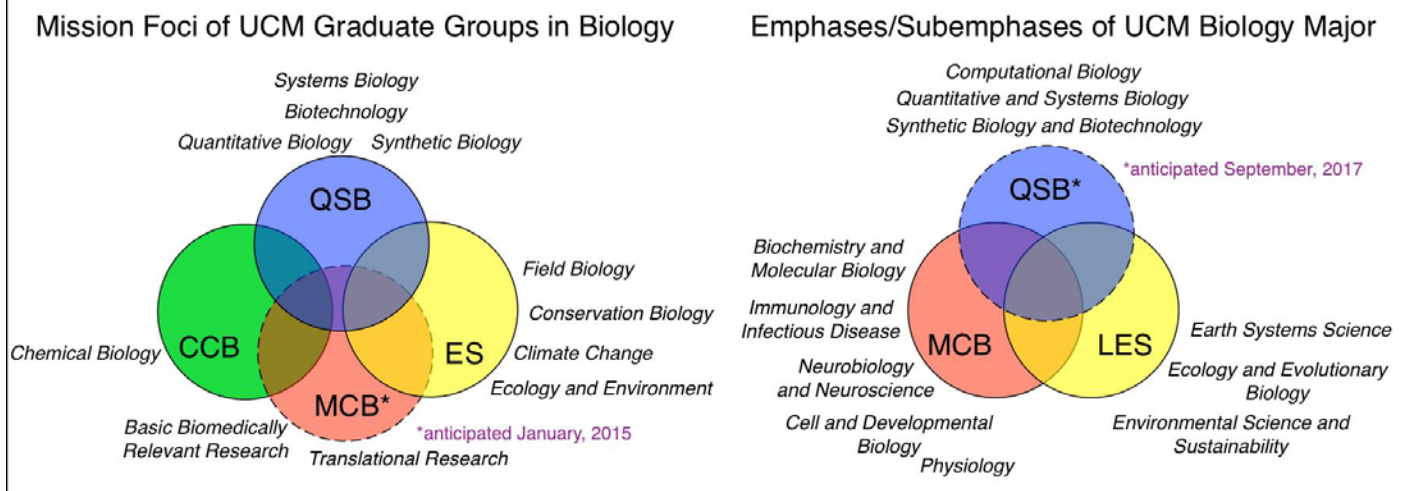 Mission Foci of UCM Graduate Groups in Biology
Systems Biology
Biotechnology
Quantitative Biology
Synthetic Biology
QSB
Field Biology
Conservation Biology
CCB
ES
Chemical Biology
Climate Change
Ecology and Environment
MCB*
Basic Biomedically
Relevant Research
*anticipated January, 2015
Translational Research
Emphases/Subemphases of UCM Biology Major
Computational Biology
Quantitative and Systems Biology
Synthetic Biology and Biotechnology
*anticipated September, 2017
QSB*
Biochemistry and
Molecular Biology
Immunology and
Infectious Disease
MCB
LES
Earth Systems Science
Neurobiology
and Neuroscience
Ecology and Evolutionary
Biology
Cell and Developmental
Biology
Environmental Science and
Sustainability
Physiology